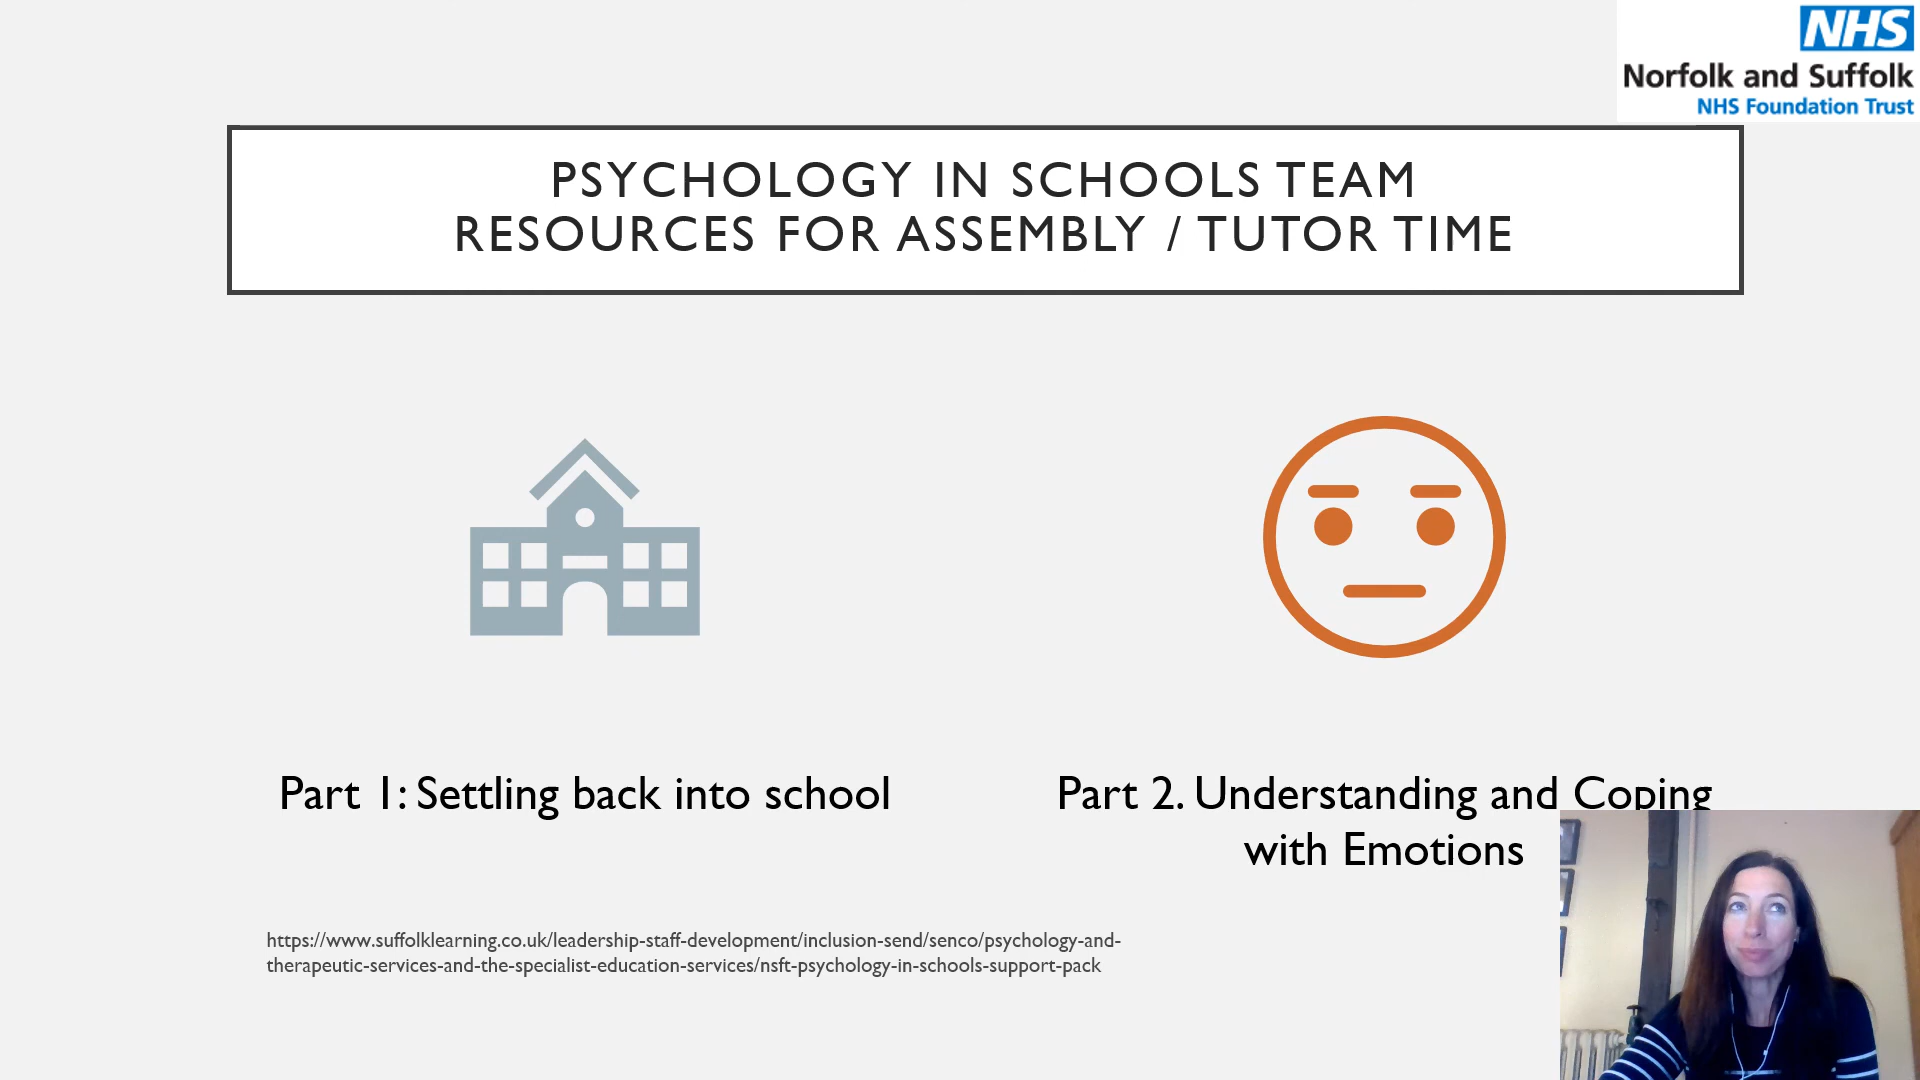 NHS
Norfolk and Suffolk
NHS Foundation Trust
PSYCHOLOGY IN SCHOOLS TEAM
RESOURCES FOR ASSEMBLY / TUTOR TIME
Part 1: Settling back into school
Part 2. Understanding and Coping
with Emotions
https://www.suffolklearning.co.uk/leadership-staff-development/inclusion-send/senco/psychology-and-
therapeutic-services-and-the-specialist-education-services/nsft-psychology-in-schools-support-pack